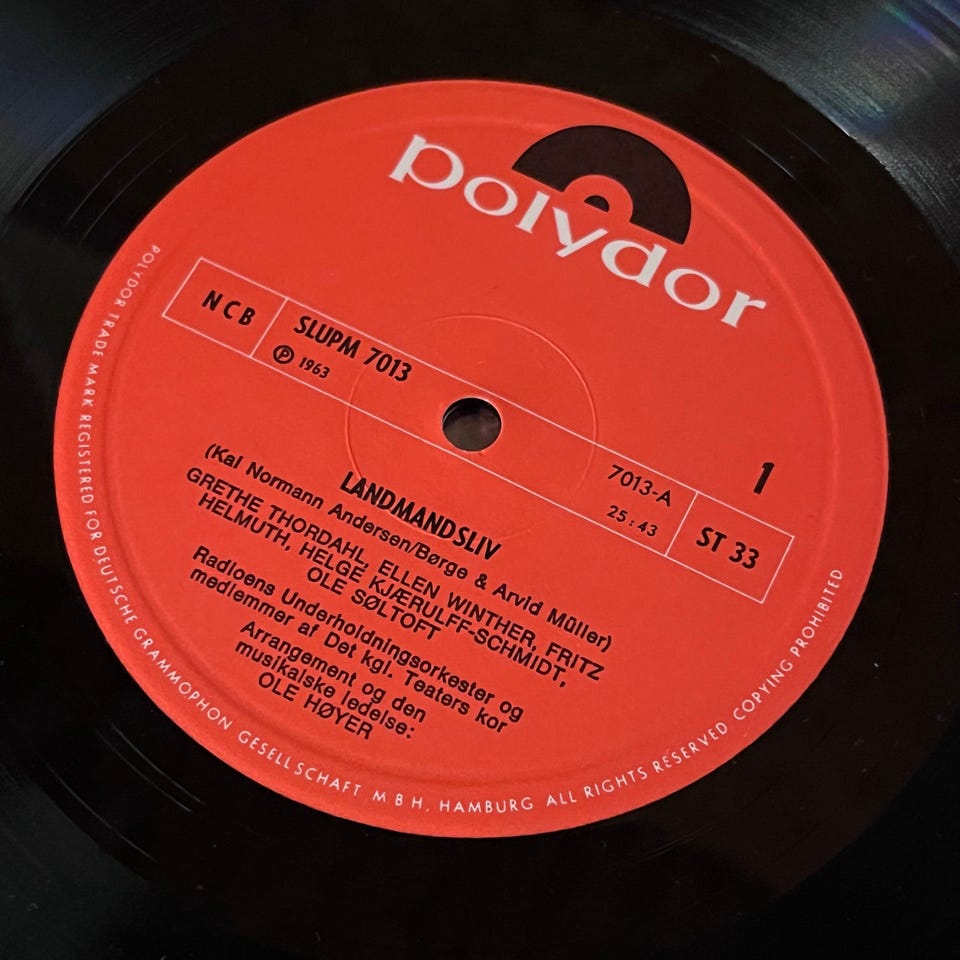 polydor
NCB
SLUPM 7013
℗ 1963
7013-A
25:43
1
ST 33
LANDMANDSLIV
(Kai Normann Andersen/Børge & Arvid Müller)
GRETHE THORDAHL, ELLEN WINTHER, FRITZ
HELMUTH, HELGE KJÆRULFF-SCHMIDT,
OLE SØLTOFT
Radioens Underholdningsorkester og
medlemmer af Det kgl. Teaters kor
Arrangement og den
musikalske ledelse:
OLE HØYER
POLYDOR TRADE MARK REGISTERED FOR DEUTSCHE GRAMMOPHON GESELLSCHAFT MBH, HAMBURG ALL RIGHTS RESERVED COPYING PROHIBITED